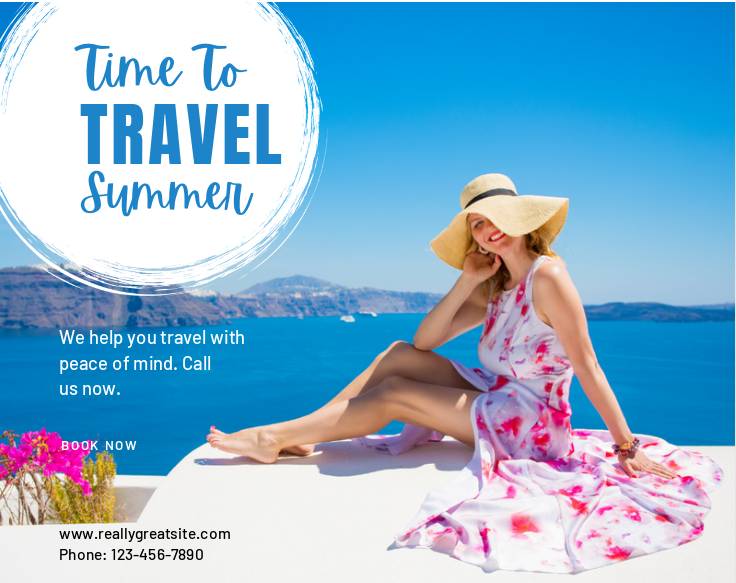 Time To
TRAVEL
Summer
We help you travel with
peace of mind. Call
us now.
BOOK NOW
www.reallygreatsite.com
Phone: 123-456-7890